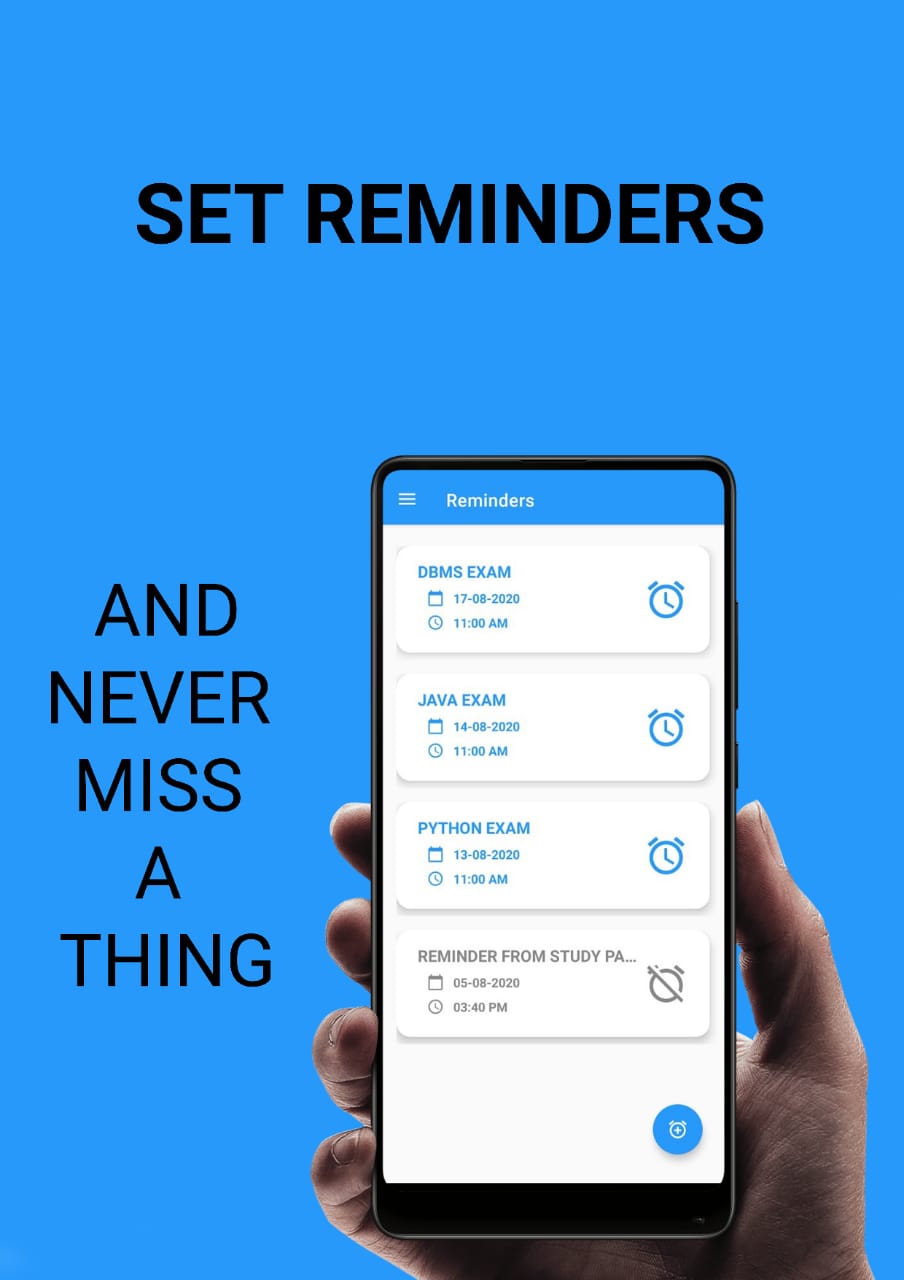 SET REMINDERS
AND
NEVER
MISS
A
THING
Reminders
DBMS EXAM
17-08-2020
11:00 AM
JAVA EXAM
14-08-2020
11:00 AM
PYTHON EXAM
13-08-2020
11:00 AM
REMINDER FROM STUDY PA...
05-08-2020
03:40 PM